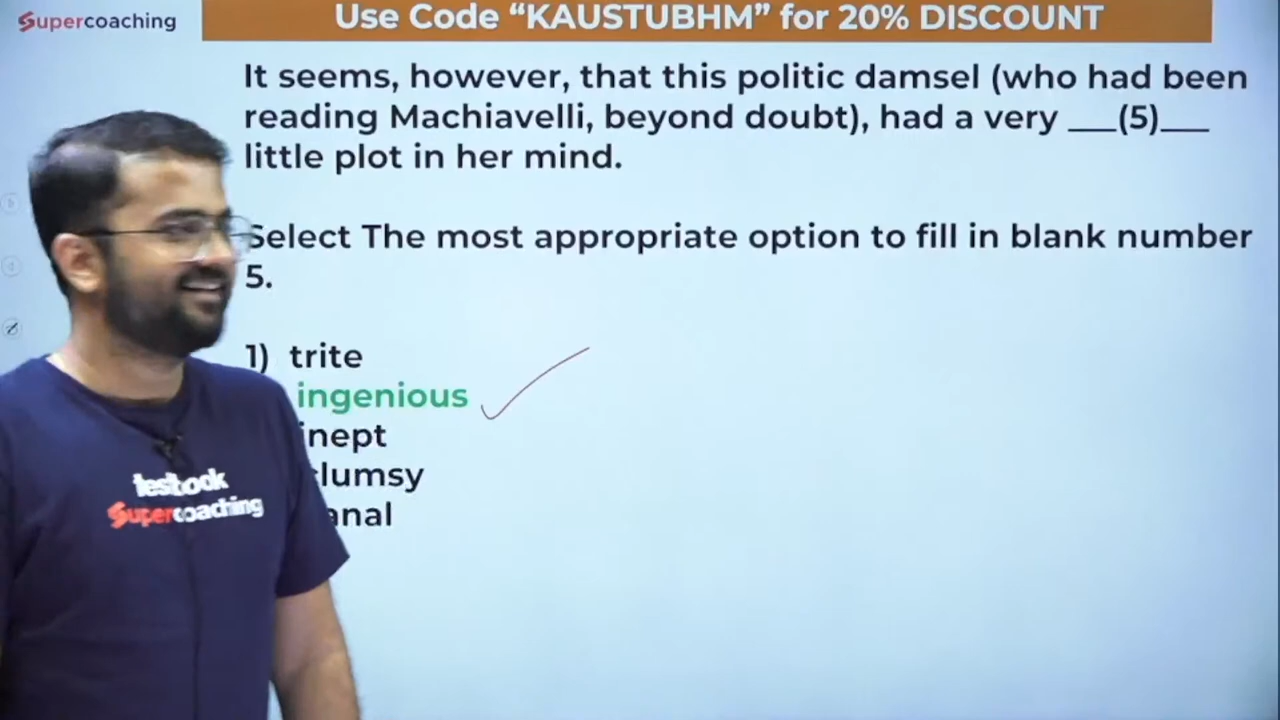 Supercoaching
Use Code “KAUSTUBHM” for 20% DISCOUNT
It seems, however, that this politic damsel (who had been
reading Machiavelli, beyond doubt), had a very ___(5)___
little plot in her mind.
Select The most appropriate option to fill in blank number
5.
1) trite
ingenious
inept
clumsy
testbook
Supercoaching